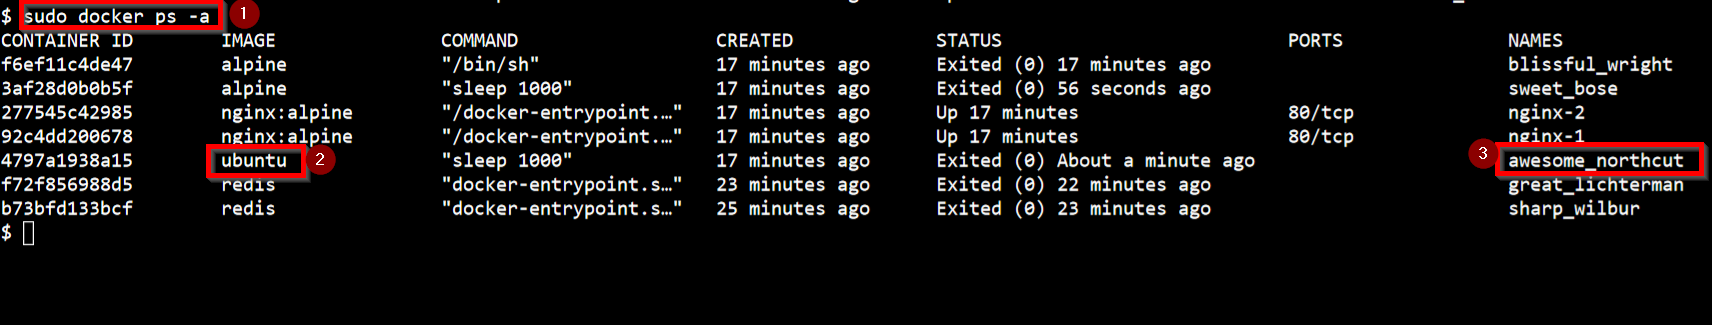 $ sudo docker ps -a 1
CONTAINER ID IMAGE COMMAND CREATED STATUS PORTS NAMES
f6ef11c4de47 alpine "/bin/sh" 17 minutes ago Exited (0) 17 minutes ago blissful_wright
3af28d0b0b5f alpine "sleep 1000" 17 minutes ago Exited (0) 56 seconds ago sweet_bose
277545c42985 nginx:alpine "/docker-entrypoint.…" 17 minutes ago Up 17 minutes 80/tcp nginx-2
92c4dd200678 nginx:alpine "/docker-entrypoint.…" 17 minutes ago Up 17 minutes 80/tcp nginx-1
4797a1938a15 ubuntu 2 "sleep 1000" 17 minutes ago Exited (0) About a minute ago 3 awesome_northcut
f72f856988d5 redis "docker-entrypoint.s…" 23 minutes ago Exited (0) 22 minutes ago great_lichterman
b73bfd133bcf redis "docker-entrypoint.s…" 25 minutes ago Exited (0) 23 minutes ago sharp_wilbur
$